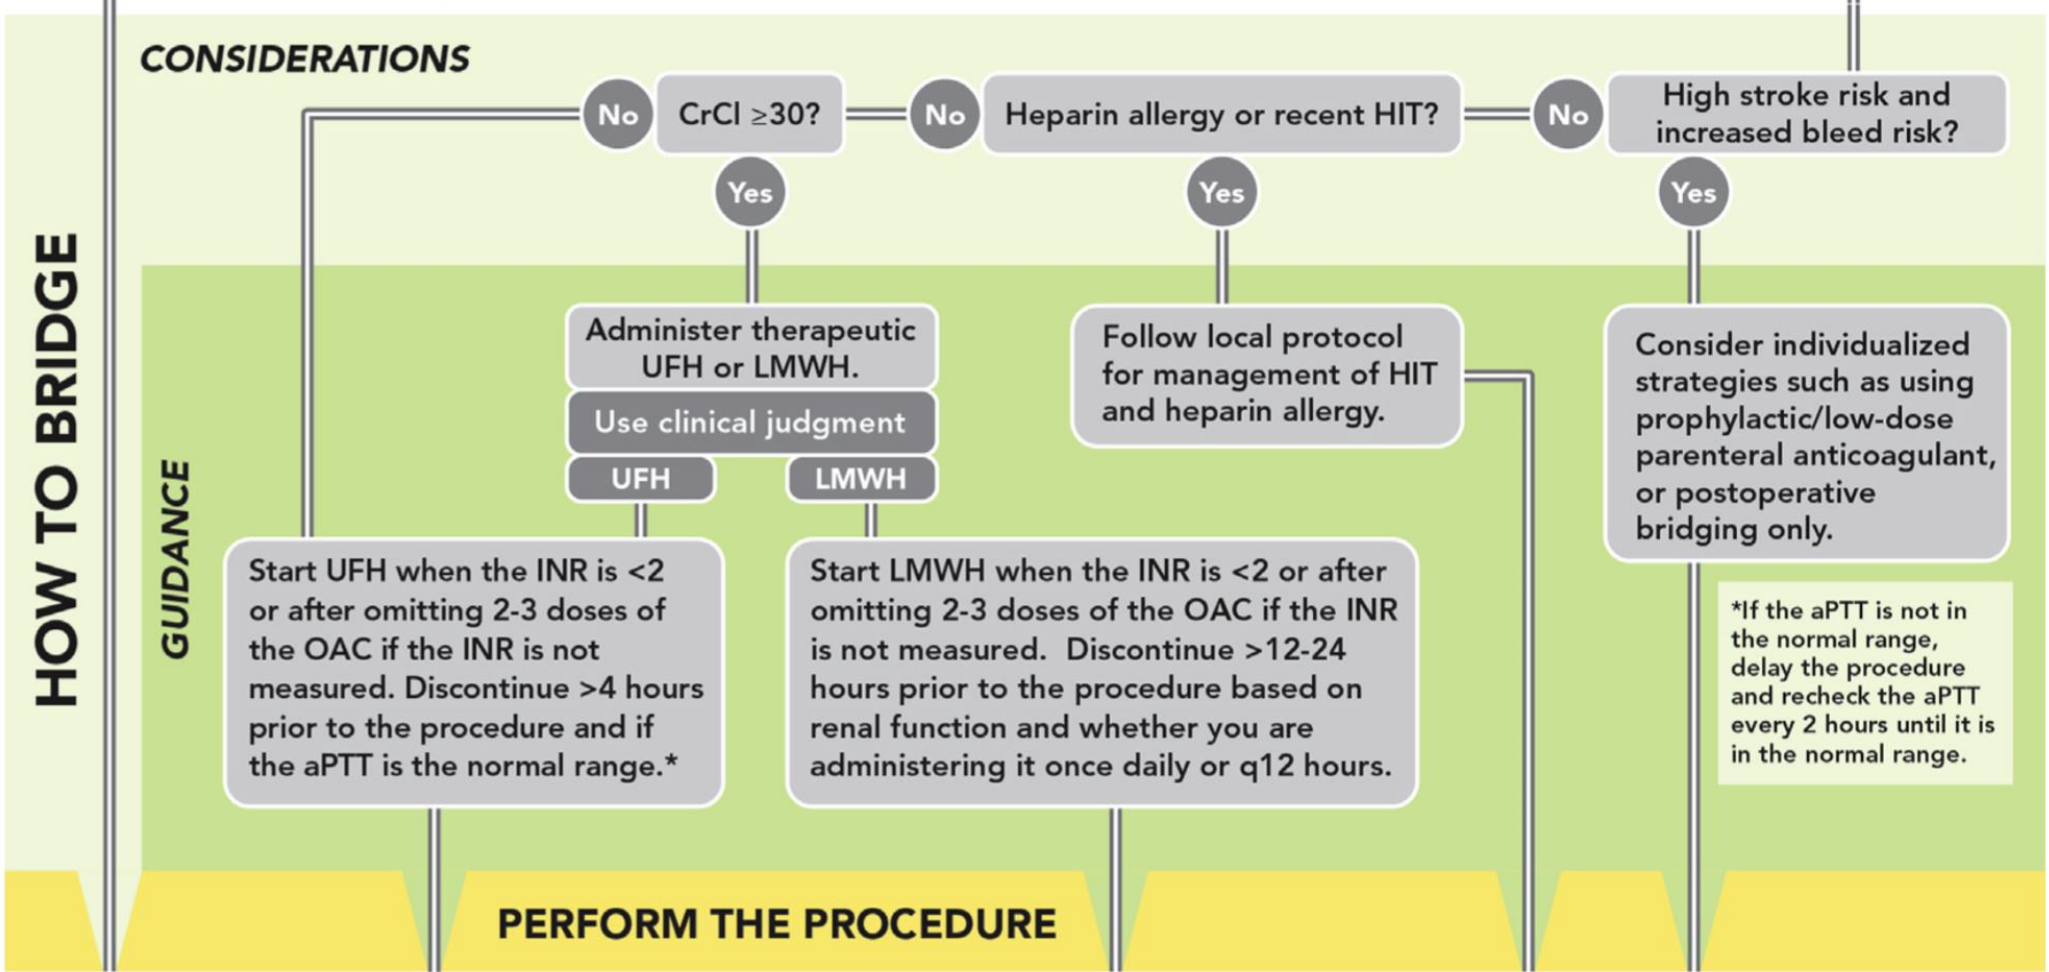 CONSIDERATIONS
No
CrCl ≥30?
No
Heparin allergy or recent HIT?
No
High stroke risk and
increased bleed risk?
Yes
Yes
Yes
HOW TO BRIDGE
GUIDANCE
Administer therapeutic
UFH or LMWH.
Use clinical judgment
UFH
LMWH
Follow local protocol
for management of HIT
and heparin allergy.
Consider individualized
strategies such as using
prophylactic/low-dose
parenteral anticoagulant,
or postoperative
bridging only.
Start UFH when the INR is <2
or after omitting 2-3 doses of
the OAC if the INR is not
measured. Discontinue >4 hours
prior to the procedure and if
the aPTT is the normal range.*
Start LMWH when the INR is <2 or after
omitting 2-3 doses of the OAC if the INR
is not measured. Discontinue >12-24
hours prior to the procedure based on
renal function and whether you are
administering it once daily or q12 hours.
*If the aPTT is not in
the normal range,
delay the procedure
and recheck the aPTT
every 2 hours until it is
in the normal range.
PERFORM THE PROCEDURE